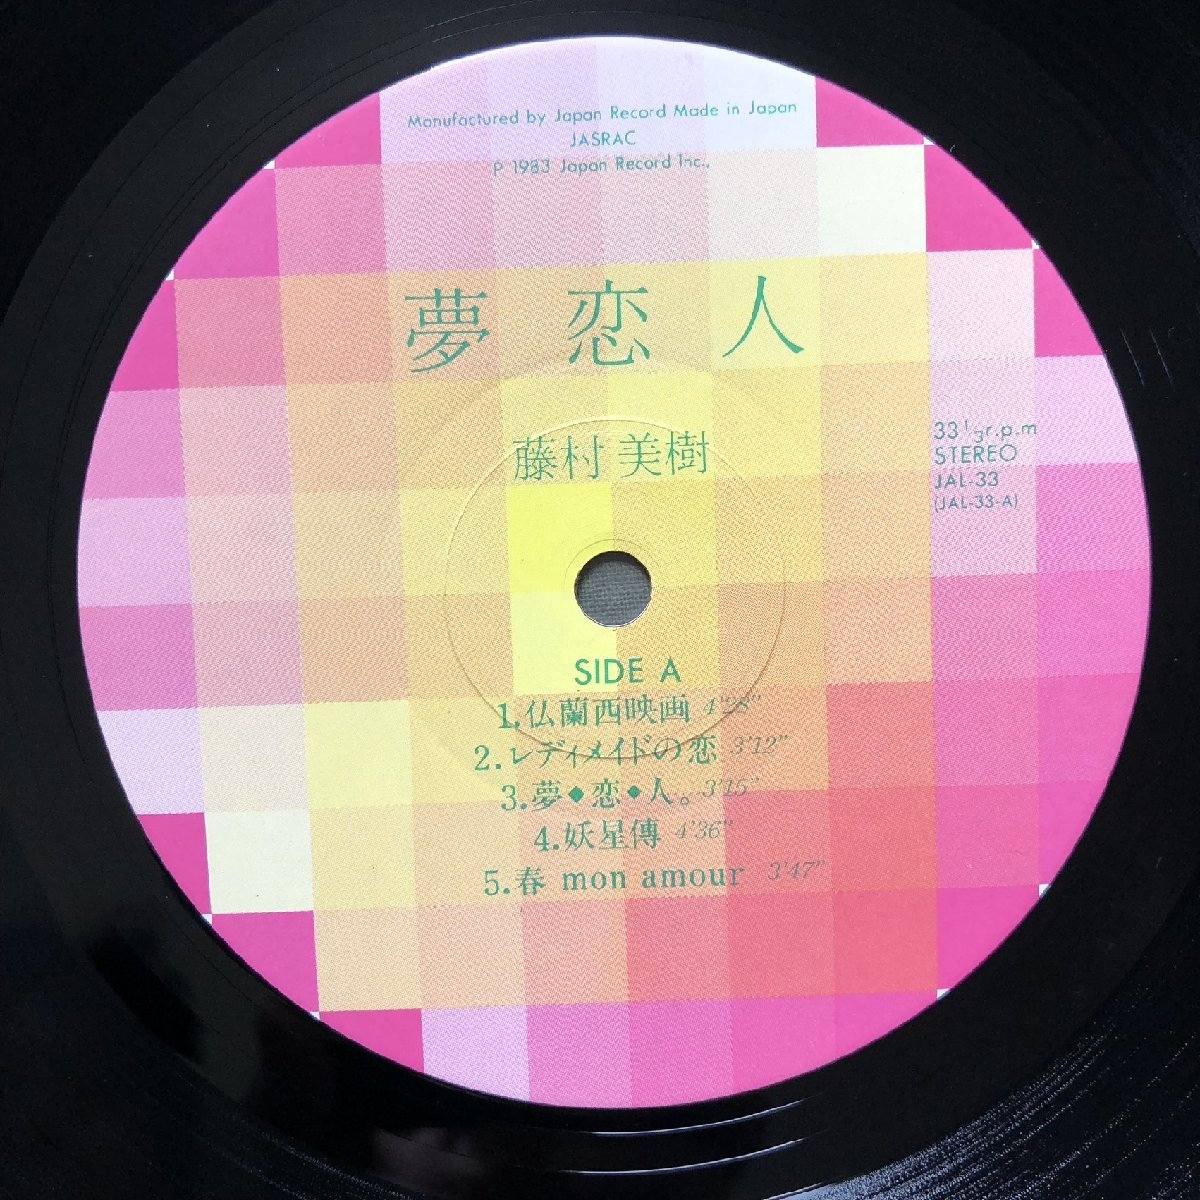 Manufactured by Japan Record Made in Japan
JASRAC
P 1983 Japan Record Inc.,
夢 恋 人
藤村 美樹
33 1/3 r.p.m
STEREO
JAL-33
(JAL-33-A)
SIDE A
1.仏蘭西映画 4'28"
2.レディメイドの恋 3'12"
3.夢◆恋◆人。3'15"
4.妖星傳 4'36"
5.春 mon amour 3'47"